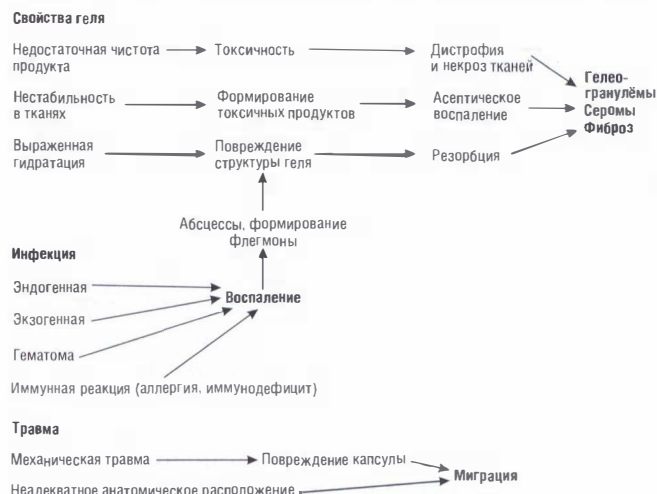 Свойства геля
Недостаточная чистота
продукта
Токсичность
Дистрофия
и некроз тканей
Гелео-
гранулёмы
Серомы
Фиброз
Нестабильность
в тканях
Формирование
токсичных продуктов
Асептическое
воспаление
Выраженная
гидратация
Повреждение
структуры геля
Резорбция
Абсцессы, формирование
флегмоны
Инфекция
Эндогенная
Экзогенная
Гематома
Иммунная реакция (аллергия, иммунодефицит)
Воспаление
Травма
Механическая травма
Повреждение капсулы
Неадекватное анатомическое расположение
Миграция